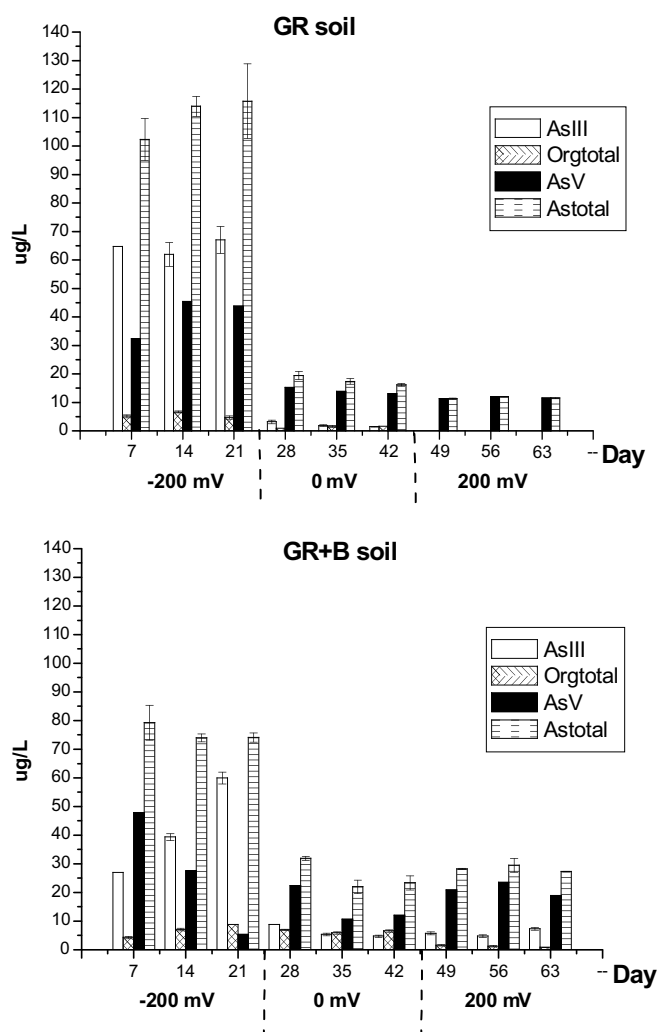 GR soil
140
130
120
110
100
90
80
70
60
50
40
30
20
10
0
ug/L
AsIII
Orgtotal
AsV
Astotal
7 14 21 28 35 42 49 56 63 -- Day
-200 mV 0 mV 200 mV
GR+B soil
140
130
120
110
100
90
80
70
60
50
40
30
20
10
0
ug/L
AsIII
Orgtotal
AsV
Astotal
7 14 21 28 35 42 49 56 63 -- Day
-200 mV 0 mV 200 mV